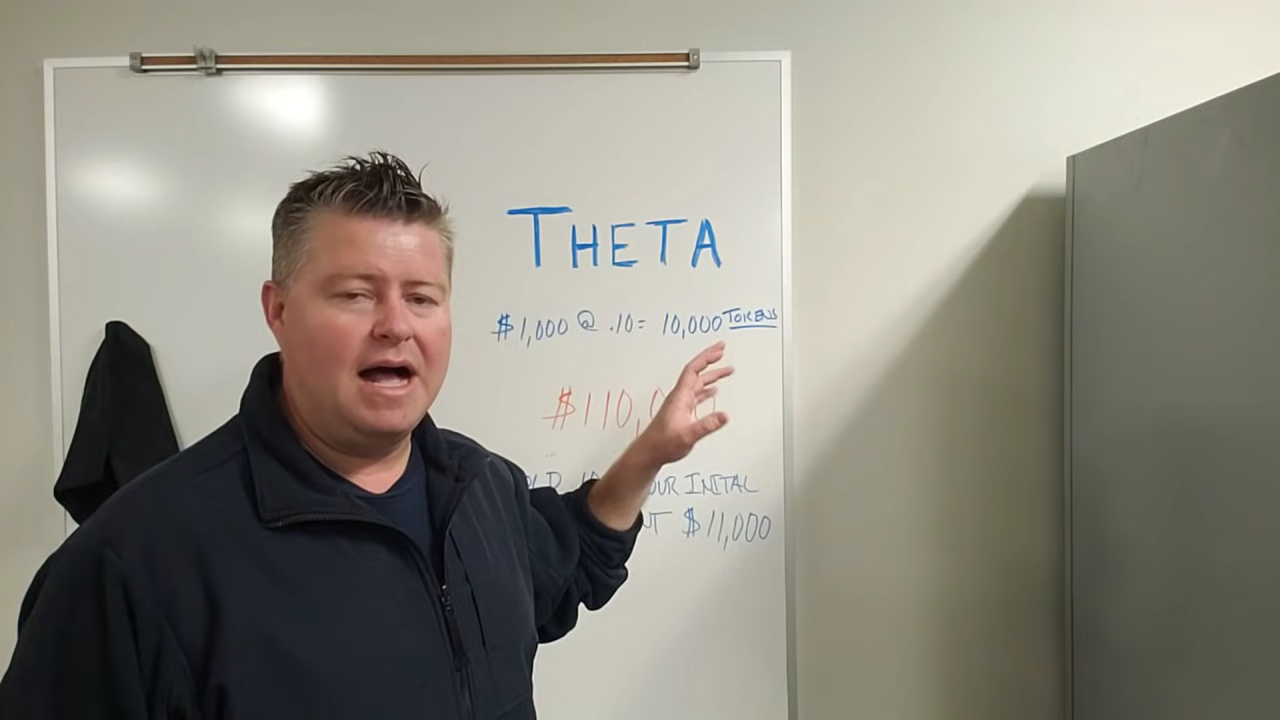 THETA
$1,000 @ .10 = 10,000 TOKENS
$110,
OUR INITAL
$11,000